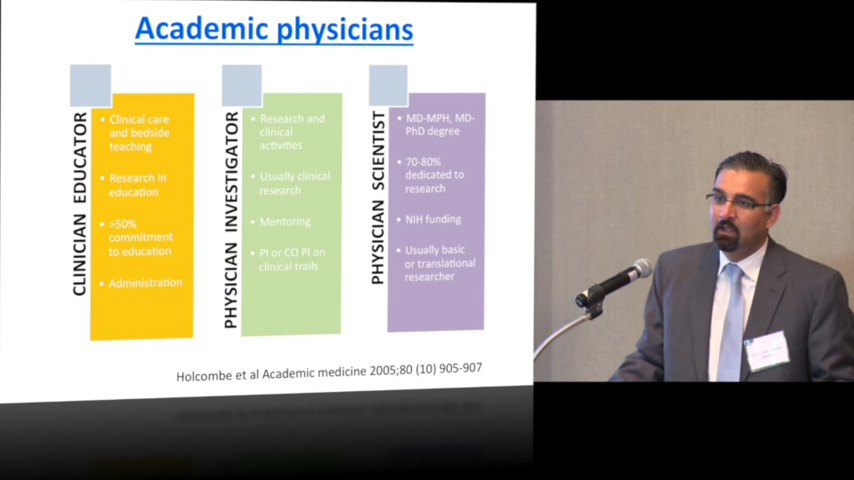 Academic physicians
CLINICIAN EDUCATOR
• Clinical care
and bedside
teaching
• Research in
education
• >50%
commitment
to education
• Administration
PHYSICIAN INVESTIGATOR
• Research and
clinical
activities
• Usually clinical
research
• Mentoring
• PI or CO PI on
clinical trails
PHYSICIAN SCIENTIST
• MD-MPH, MD-
PhD degree
• 70-80%
dedicated to
research
• NIH funding
• Usually basic
or translational
researcher
Holcombe et al Academic medicine 2005;80 (10) 905-907